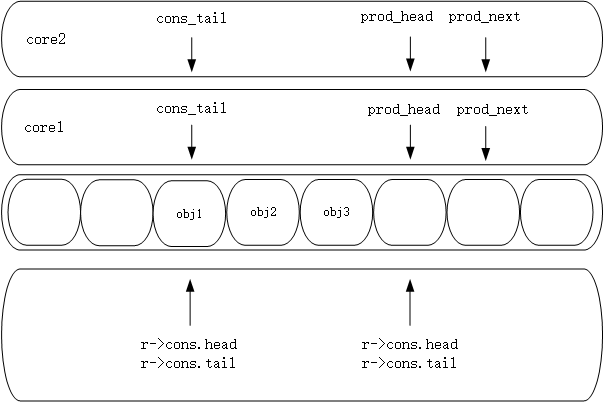 cons_tail prod_head prod_next
core2
cons_tail prod_head prod_next
core1
obj1 obj2 obj3
r->cons.head r->cons.head
r->cons.tail r->cons.tail